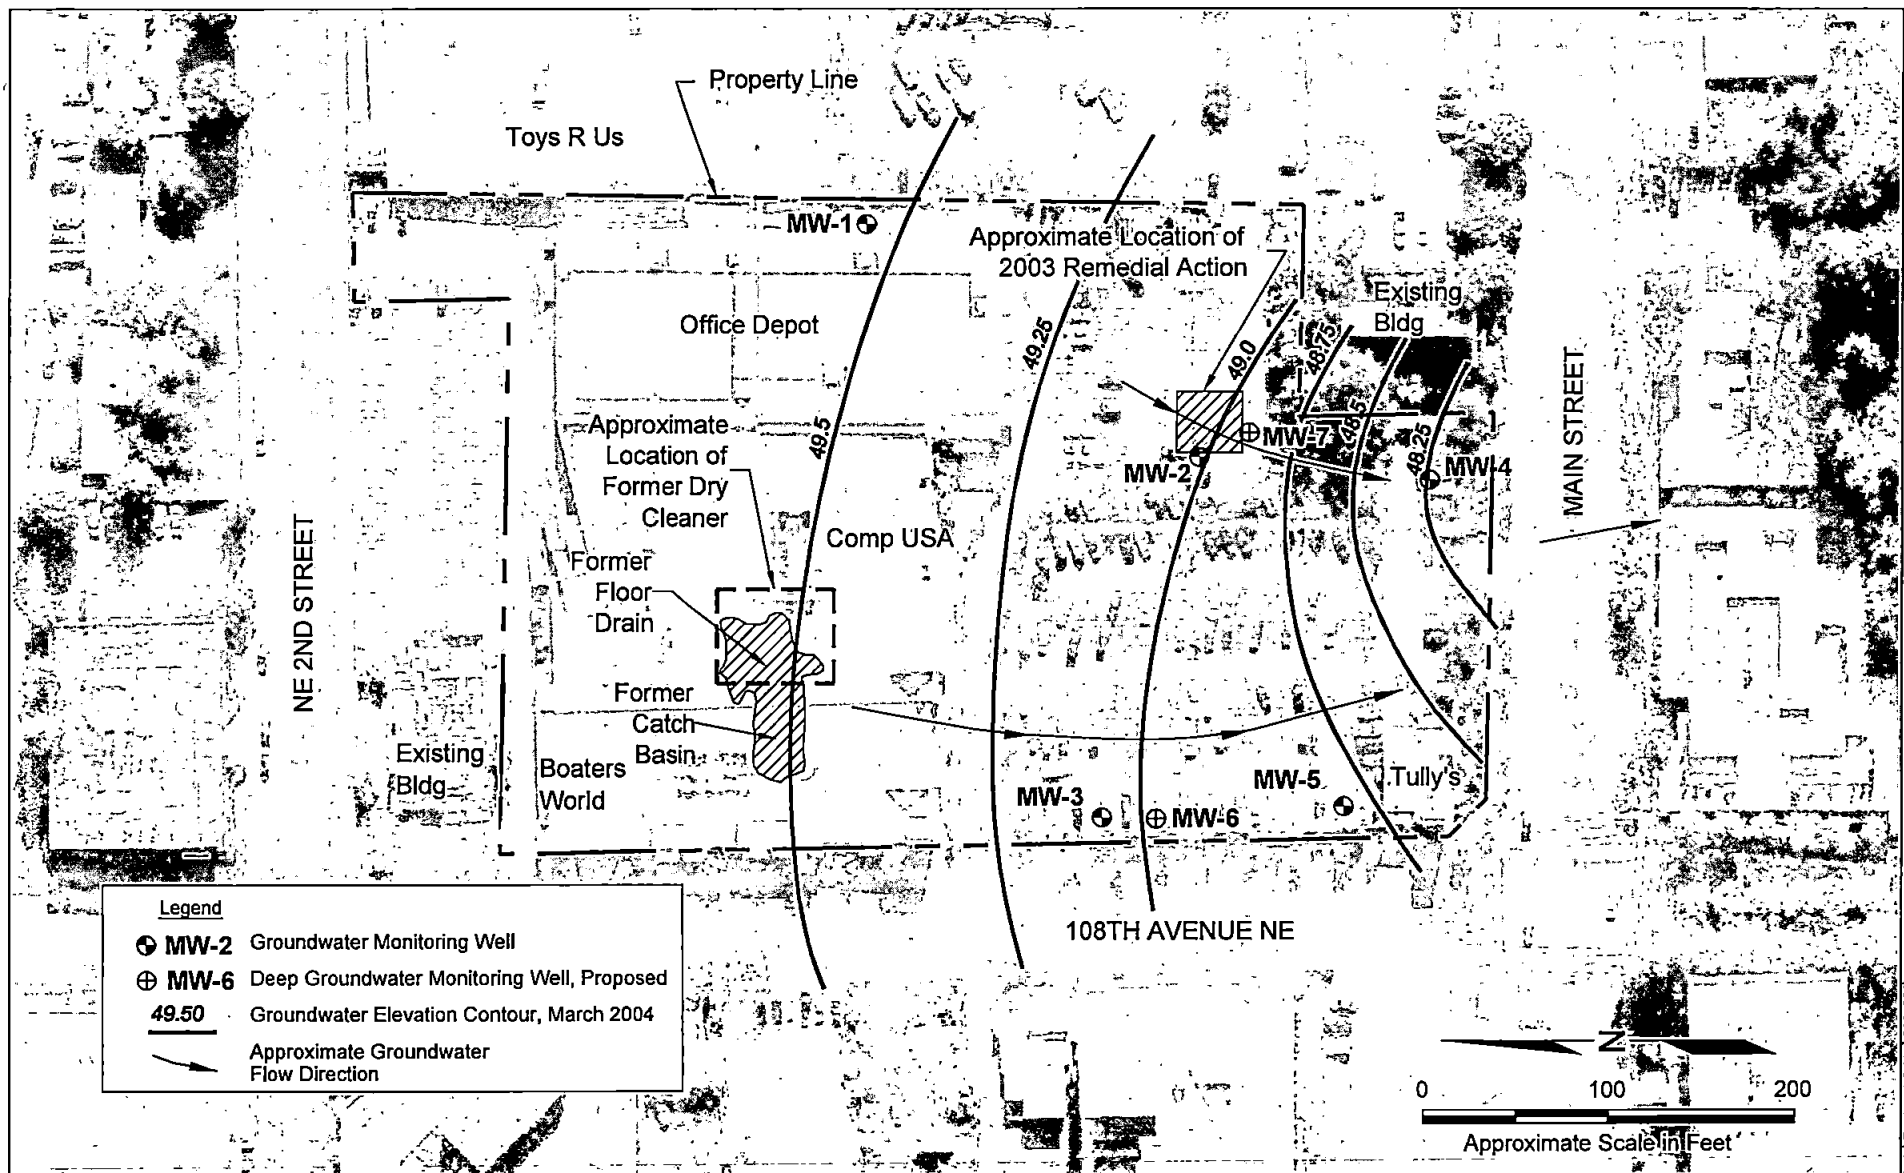 Property Line
Toys R Us
MW-1
Approximate Location of
2003 Remedial Action
Existing
Bldg
Office Depot
49.5
49.25
49.0
48.75
48.5
48.25
MW-7
MW-2
MW-4
MAIN STREET
Approximate
Location of
Former Dry
Cleaner
Comp USA
NE 2ND STREET
Former
Floor
Drain
Former
Catch
Basin
Existing
Bldg
Boaters
World
MW-3
MW-6
MW-5
Tully's
108TH AVENUE NE
Legend
MW-2 Groundwater Monitoring Well
MW-6 Deep Groundwater Monitoring Well, Proposed
49.50 Groundwater Elevation Contour, March 2004
Approximate Groundwater
Flow Direction
N
0 100 200
Approximate Scale in Feet